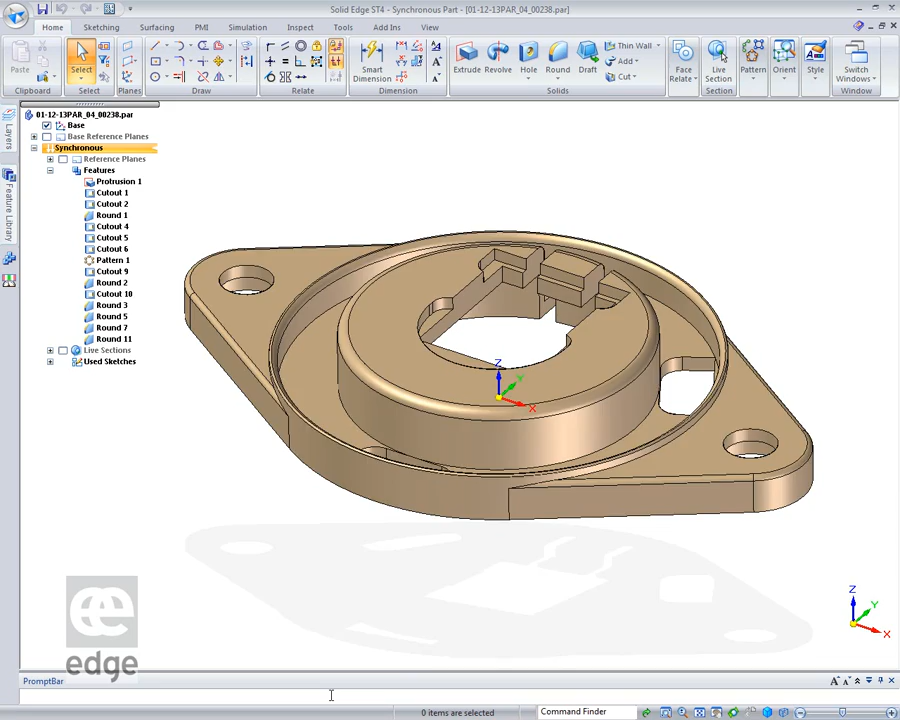 Solid Edge ST4 - Synchronous Part - [01-12-13PAR_04_00238.par]
Home Sketching Surfacing PMI Simulation Inspect Tools Add Ins View
Paste
Select
Smart Dimension
Extrude Revolve Hole Round Draft
Thin Wall
Add
Cut
Face Relate
Live Section
Pattern
Orient
Style
Switch Windows
Clipboard Select Planes Draw Relate Dimension Solids Section Window
Layers
Feature Library
01-12-13PAR_04_00238.par
Base
Base Reference Planes
Synchronous
Reference Planes
Features
Protrusion 1
Cutout 1
Cutout 2
Round 1
Cutout 4
Cutout 5
Cutout 6
Pattern 1
Cutout 9
Round 2
Cutout 10
Round 3
Round 5
Round 7
Round 11
Live Sections
Used Sketches
Z
Y
X
Z
Y
X
edge
PromptBar
0 items are selected
Command Finder